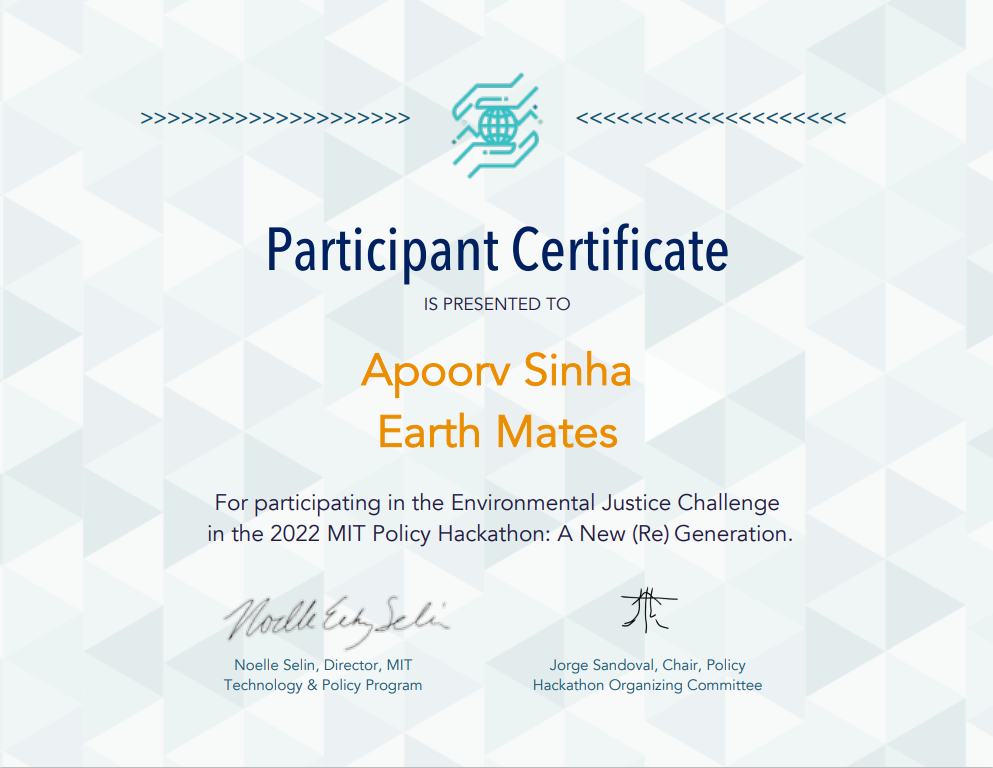 >>>>>>>>>>>>>>>>>>>> <<<<<<<<<<<<<<<<<<<<
Participant Certificate
IS PRESENTED TO
Apoorv Sinha
Earth Mates
For participating in the Environmental Justice Challenge
in the 2022 MIT Policy Hackathon: A New (Re) Generation.
Noelle Eckley Selin
Noelle Selin, Director, MIT
Technology & Policy Program
Jorge Sandoval, Chair, Policy
Hackathon Organizing Committee